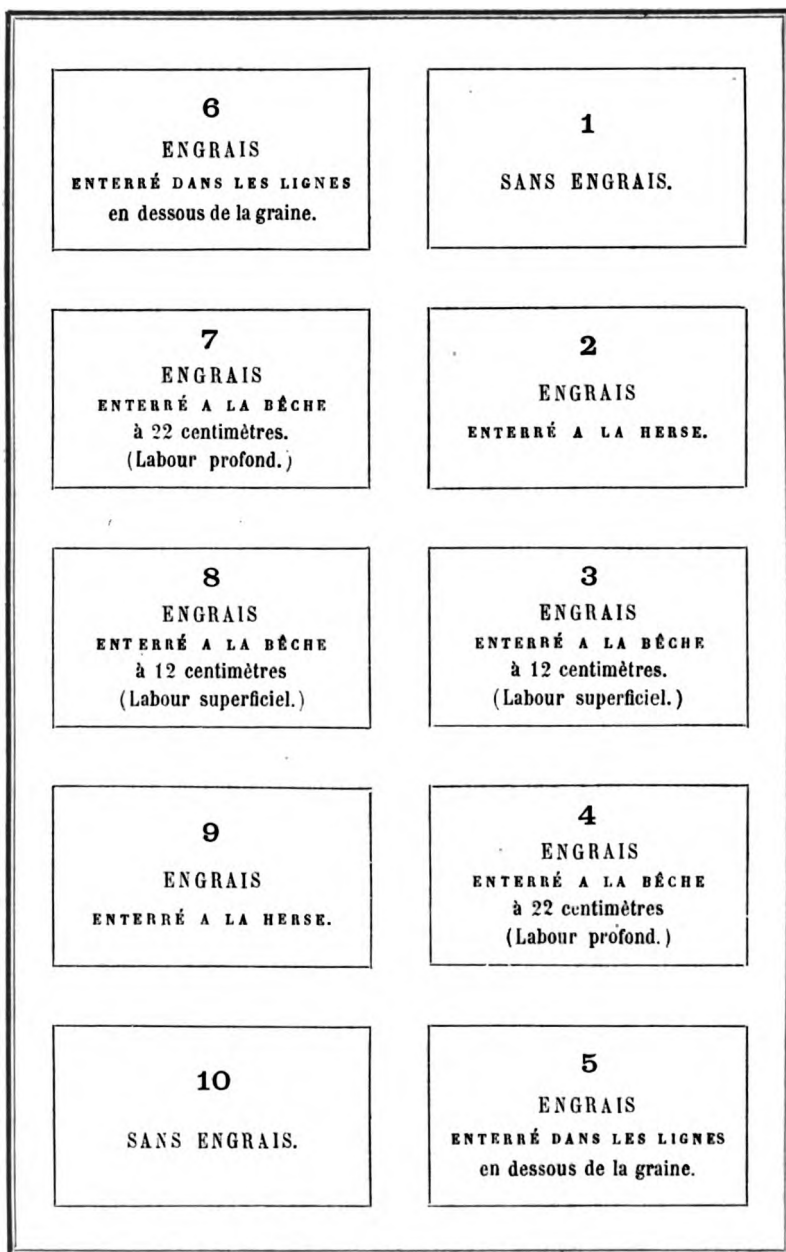 6
ENGRAIS
ENTERRÉ DANS LES LIGNES
en dessous de la graine.
1
SANS ENGRAIS.
7
ENGRAIS
ENTERRÉ A LA BÊCHE
à 22 centimètres.
(Labour profond.)
2
ENGRAIS
ENTERRÉ A LA HERSE.
8
ENGRAIS
ENTERRÉ A LA BÊCHE
à 12 centimètres
(Labour superficiel.)
3
ENGRAIS
ENTERRÉ A LA BÊCHE
à 12 centimètres.
(Labour superficiel.)
9
ENGRAIS
ENTERRÉ A LA HERSE.
4
ENGRAIS
ENTERRÉ A LA BÊCHE
à 22 centimètres
(Labour profond.)
10
SANS ENGRAIS.
5
ENGRAIS
ENTERRÉ DANS LES LIGNES
en dessous de la graine.